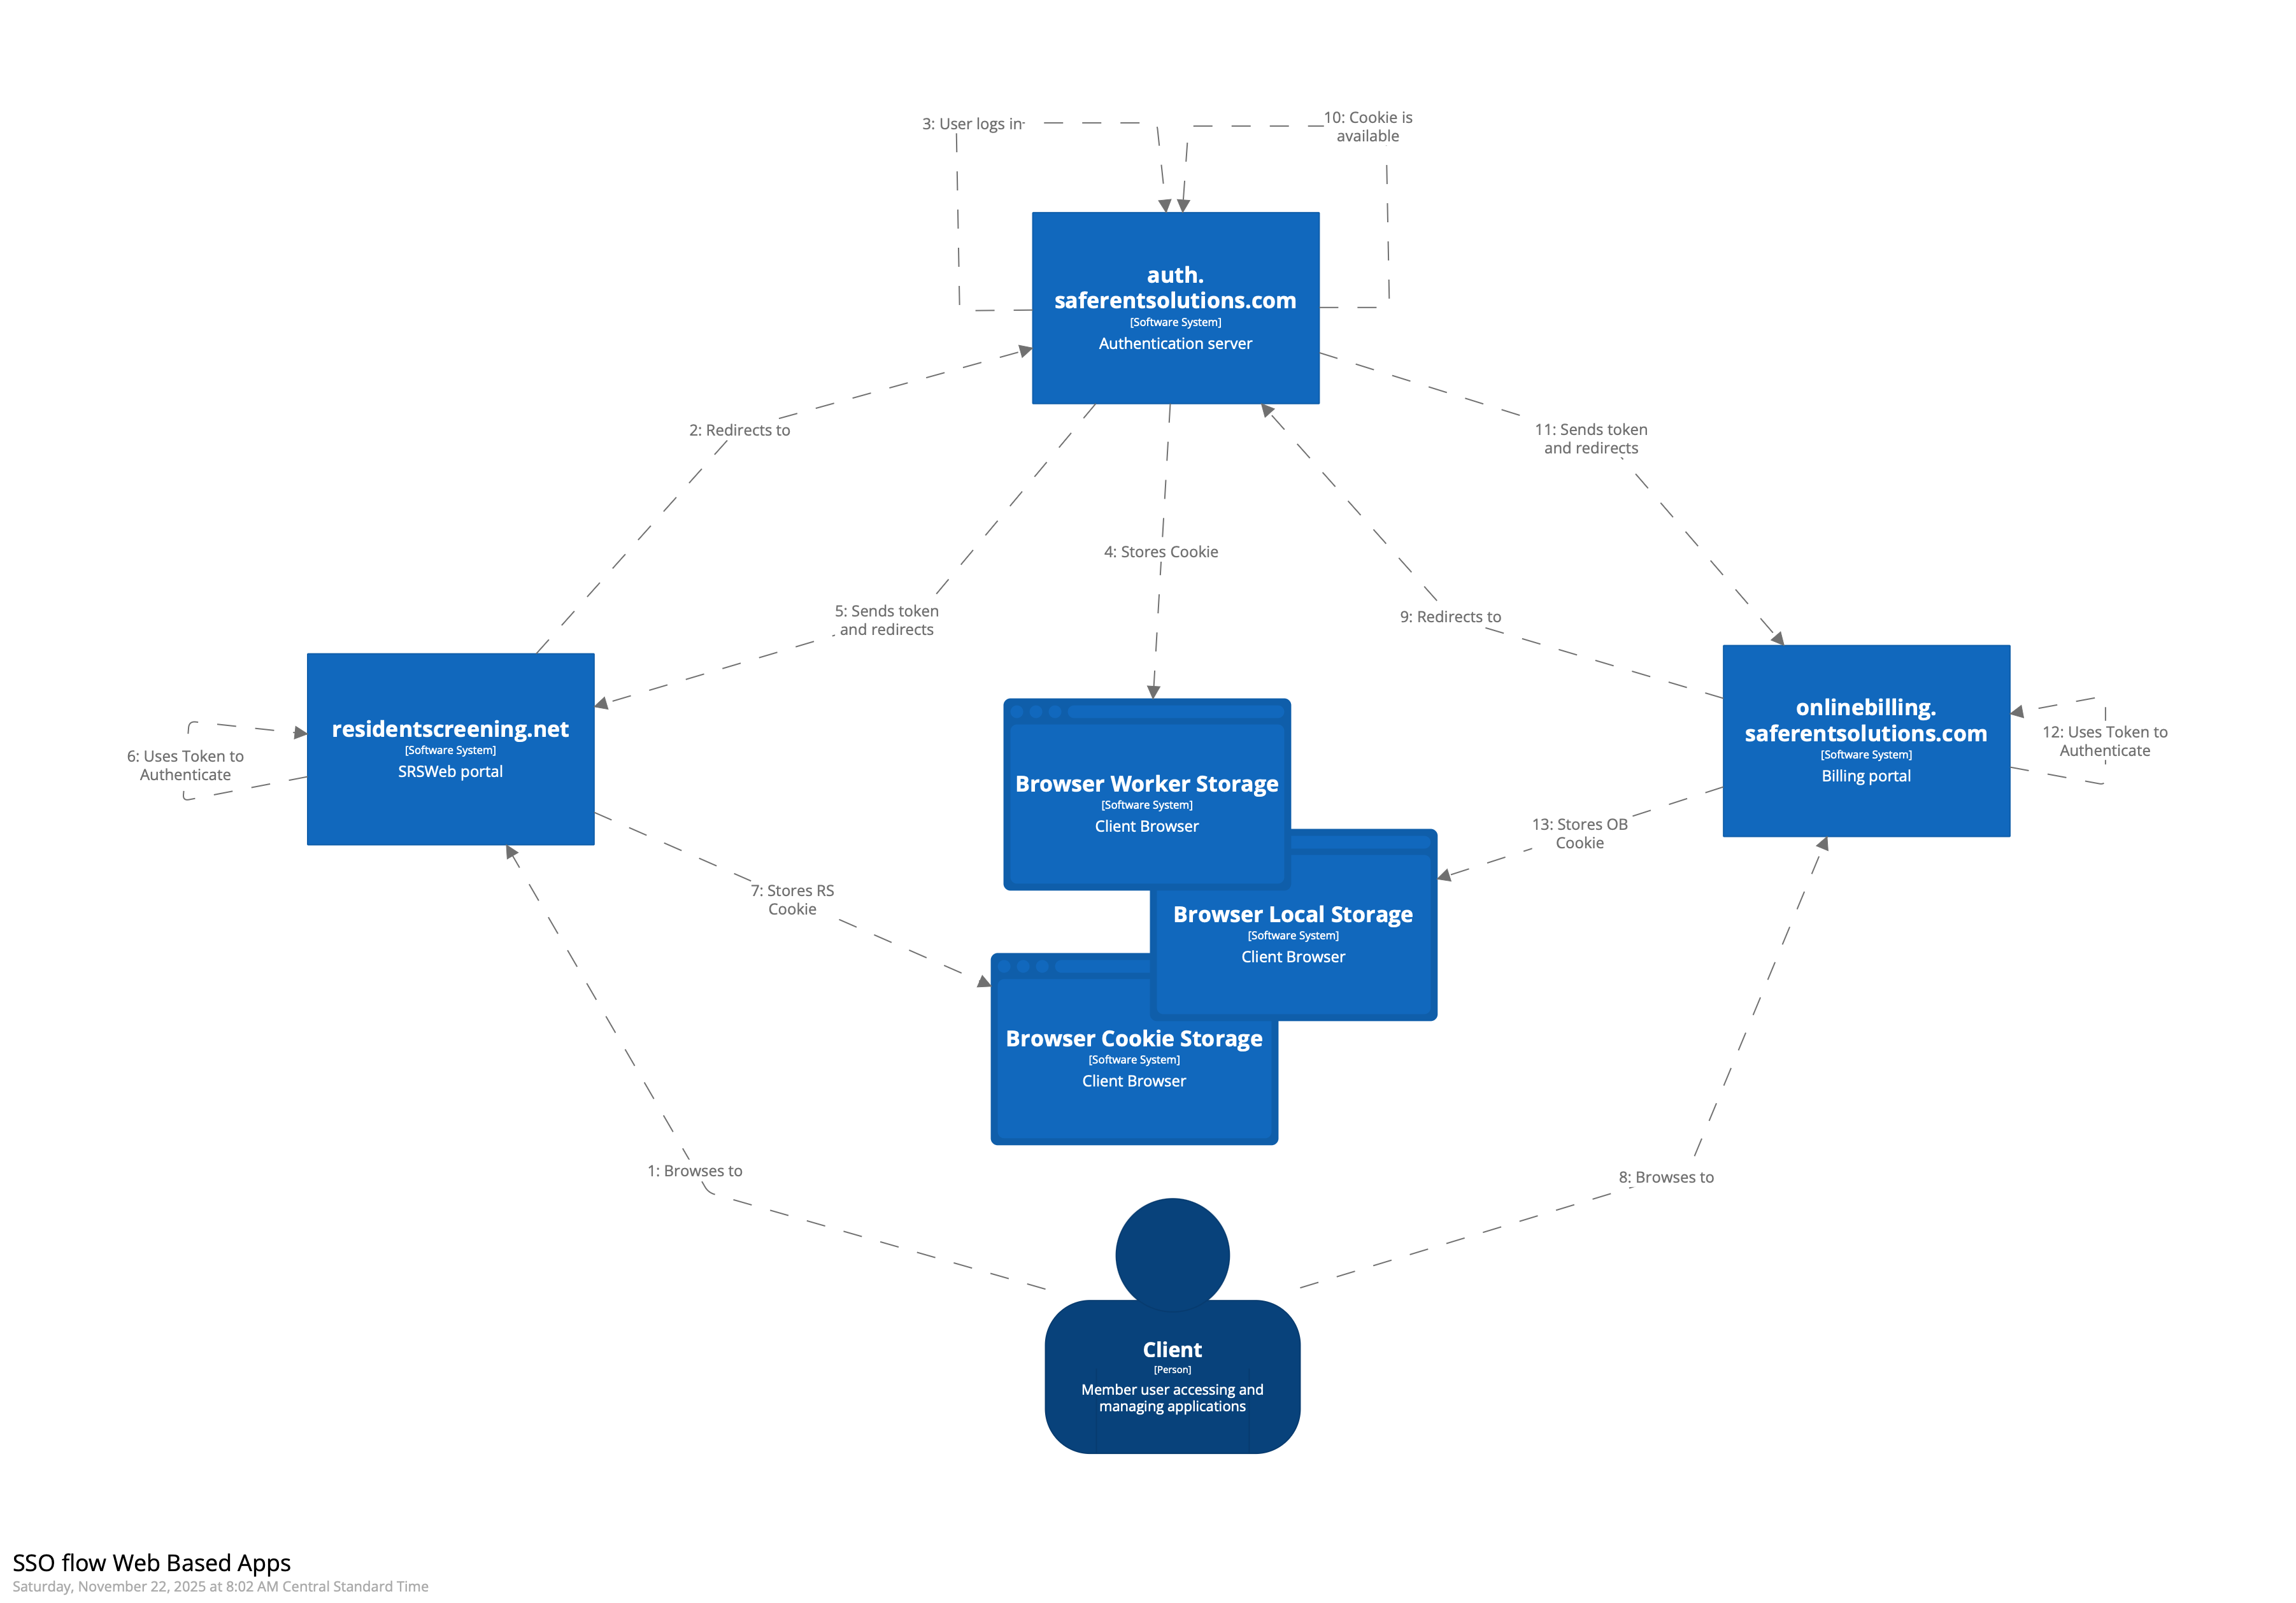 3: User logs in
10: Cookie is
available
auth.
saferentsolutions.com
[Software System]
Authentication server
2: Redirects to
11: Sends token
and redirects
4: Stores Cookie
5: Sends token
and redirects
9: Redirects to
residentscreening.net
[Software System]
SRSWeb portal
6: Uses Token to
Authenticate
onlinebilling.
saferentsolutions.com
[Software System]
Billing portal
12: Uses Token to
Authenticate
Browser Worker Storage
[Software System]
Client Browser
13: Stores OB
Cookie
7: Stores RS
Cookie
Browser Local Storage
[Software System]
Client Browser
Browser Cookie Storage
[Software System]
Client Browser
1: Browses to
8: Browses to
Client
[Person]
Member user accessing and
managing applications
SSO flow Web Based Apps
Saturday, November 22, 2025 at 8:02 AM Central Standard Time